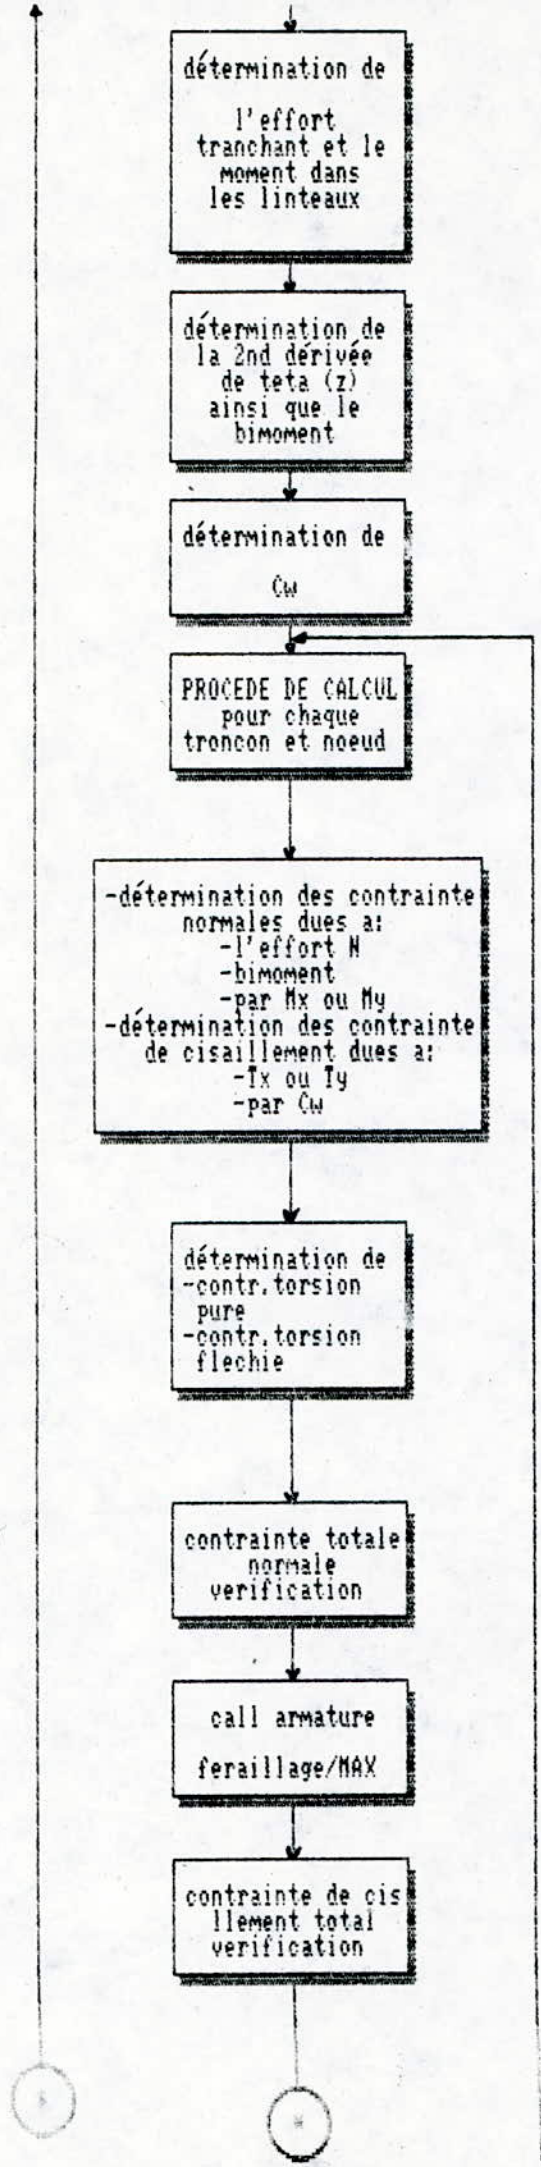 détermination de
l'effort
tranchant et le
moment dans
les linteaux
détermination de
la 2nd dérivée
de teta (z)
ainsi que le
bimoment
détermination de
Cw
PROCEDE DE CALCUL
pour chaque
troncon et noeud
-détermination des contrainte
normales dues a:
-l'effort N
-bimoment
-par Mx ou My
-détermination des contrainte
de cisaillement dues a:
-Tx ou Ty
-par Cw
détermination de
-contr.torsion
pure
-contr.torsion
flechie
contrainte totale
normale
verification
call armature
feraillage/MAX
contrainte de cis
llement total
verification